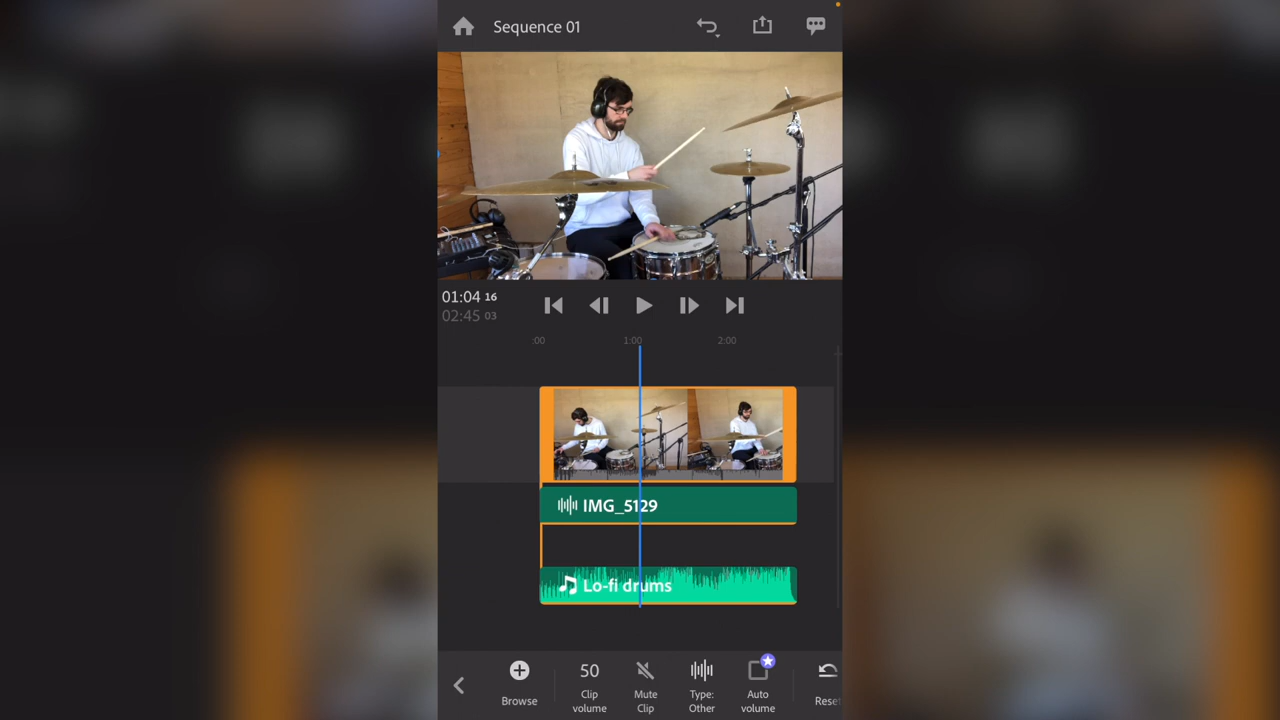 Sequence 01
01:04 16
02:45 03
:00 1:00 2:00
IMG_5129
Lo-fi drums
Browse
50
Clip
volume
Mute
Clip
Type:
Other
Auto
volume
Rese